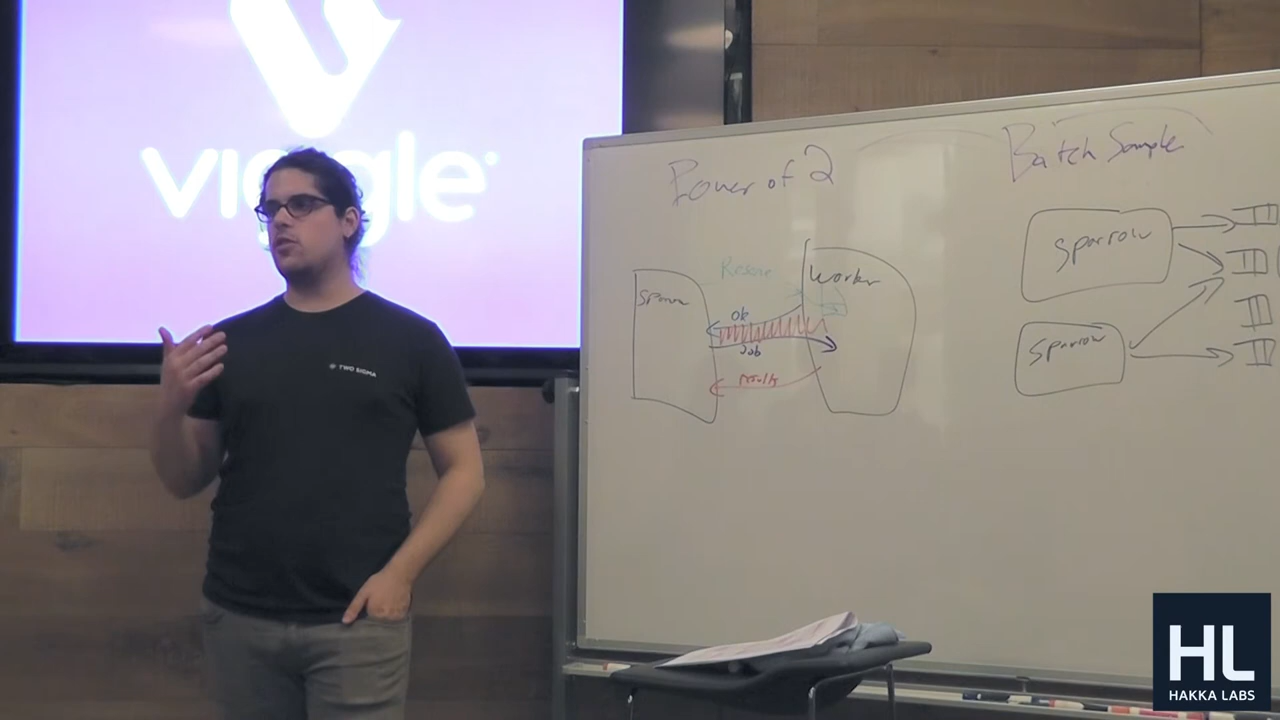 viggle
TWO SIGMA
Power of 2
Batch Sample
Worker
Ok
Job
Sparrow
Sparrow
HL
HAKKA LABS